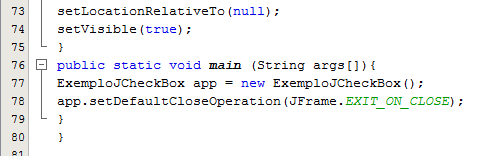 73 setLocationRelativeTo(null);
74 setVisible(true);
75 }
76 public static void main (String args[]){
77 ExemploJCheckBox app = new ExemploJCheckBox();
78 app.setDefaultCloseOperation(JFrame.EXIT_ON_CLOSE);
79 }
80 }
81